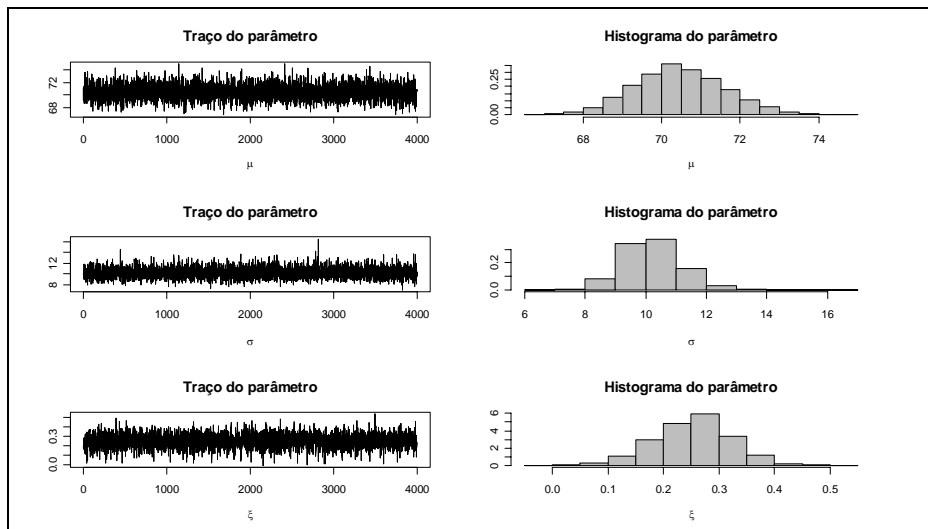 Traço do parâmetro
68 72
0 1000 2000 3000 4000
μ
Histograma do parâmetro
0.00 0.25
68 70 72 74
μ
Traço do parâmetro
8 12
0 1000 2000 3000 4000
σ
Histograma do parâmetro
0.0 0.2
6 8 10 12 14 16
σ
Traço do parâmetro
0.0 0.3
0 1000 2000 3000 4000
ξ
Histograma do parâmetro
0 2 4 6
0.0 0.1 0.2 0.3 0.4 0.5
ξ